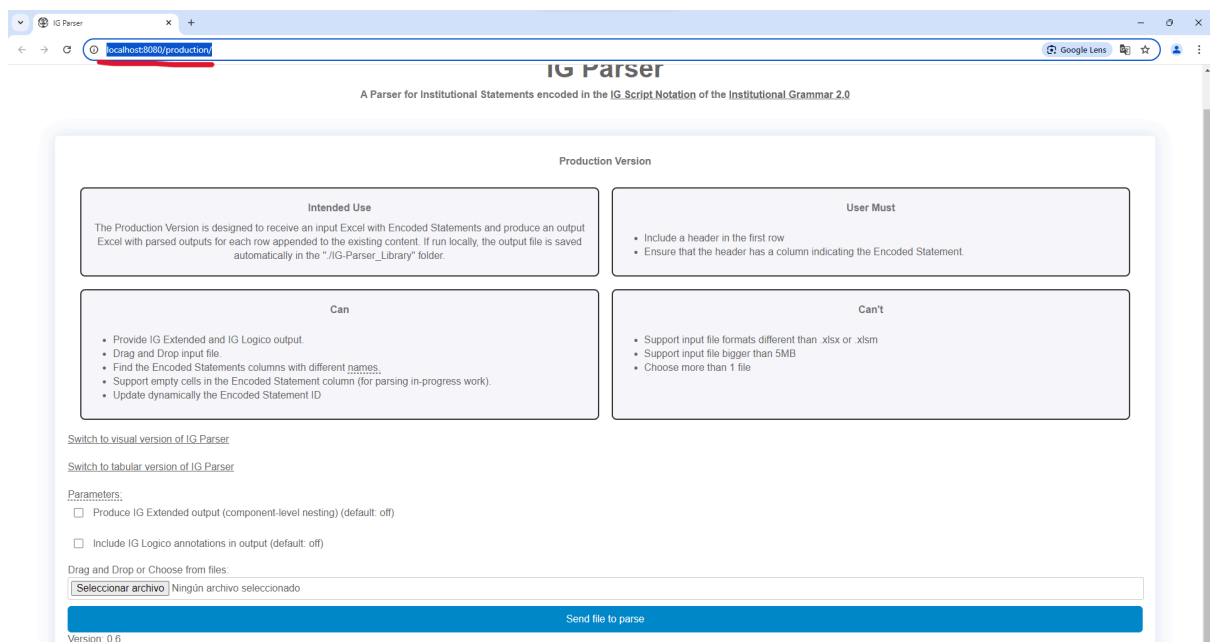 IG Parser
localhost:8080/production/
Google Lens
IG Parser
A Parser for Institutional Statements encoded in the IG Script Notation of the Institutional Grammar 2.0
Production Version
Intended Use
The Production Version is designed to receive an input Excel with Encoded Statements and produce an output
Excel with parsed outputs for each row appended to the existing content. If run locally, the output file is saved
automatically in the "./IG-Parser_Library" folder.
User Must
• Include a header in the first row
• Ensure that the header has a column indicating the Encoded Statement.
Can
• Provide IG Extended and IG Logico output.
• Drag and Drop input file.
• Find the Encoded Statements columns with different names.
• Support empty cells in the Encoded Statement column (for parsing in-progress work).
• Update dynamically the Encoded Statement ID
Can't
• Support input file formats different than .xlsx or .xlsm
• Support input file bigger than 5MB
• Choose more than 1 file
Switch to visual version of IG Parser
Switch to tabular version of IG Parser
Parameters:
Produce IG Extended output (component-level nesting) (default: off)
Include IG Logico annotations in output (default: off)
Drag and Drop or Choose from files:
Seleccionar archivo Ningún archivo seleccionado
Send file to parse
Version: 0.6